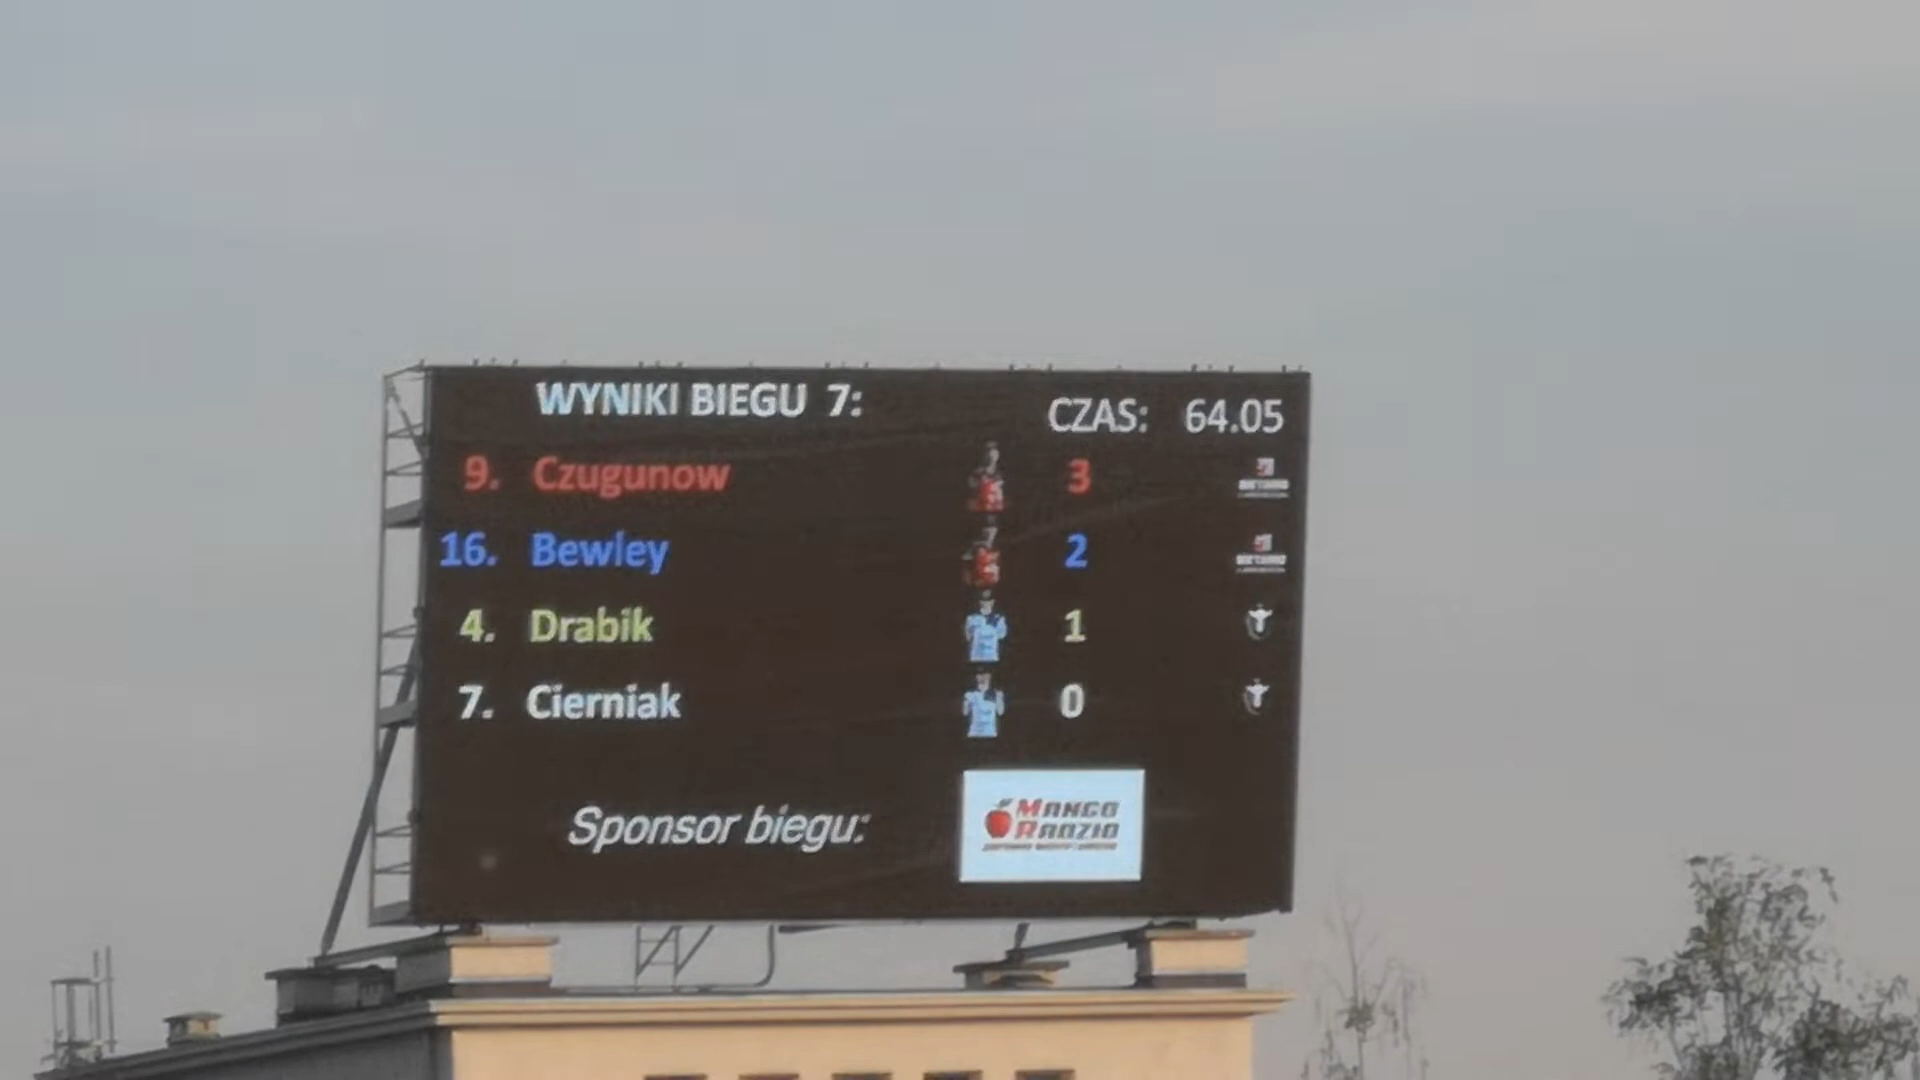 WYNIKI BIEGU 7:
CZAS: 64.05
9. Czugunow 3
16. Bewley 2
4. Drabik 1
7. Cierniak 0
Sponsor biegu:
MANGO
RADZIO